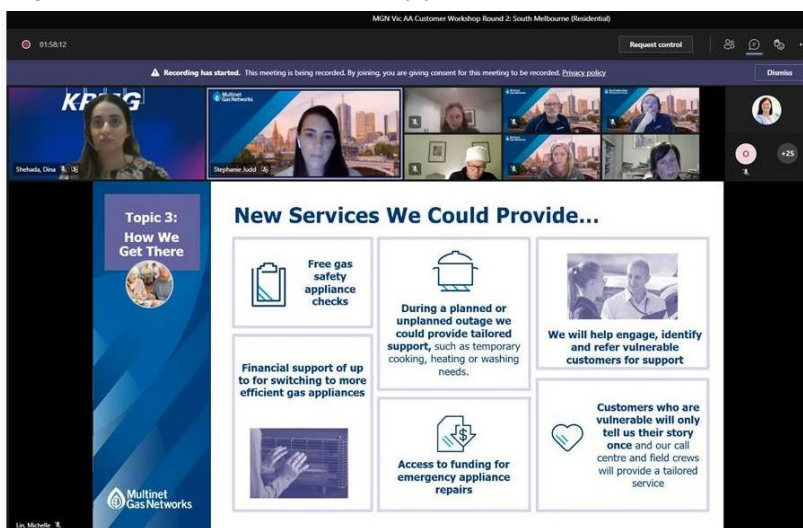 MGN Vic AA Customer Workshop Round 2: South Melbourne (Residential)
01:58:12
Request control
Recording has started. This meeting is being recorded. By joining, you are giving consent for this meeting to be recorded. Privacy policy
Dismiss
KPMG
Shehada, Dina
Multinet
Gas Networks
Stephanie Judd
O
+25
Topic 3:
How We
Get There
New Services We Could Provide...
Free gas
safety
appliance
checks
During a planned or
unplanned outage we
could provide tailored
support, such as temporary
cooking, heating or washing
needs.
We will help engage, identify
and refer vulnerable
customers for support
Financial support of up
to for switching to more
efficient gas appliances
Access to funding for
emergency appliance
repairs
Customers who are
vulnerable will only
tell us their story
once and our call
centre and field crews
will provide a tailored
service
Multinet
Gas Networks
Lin, Michelle